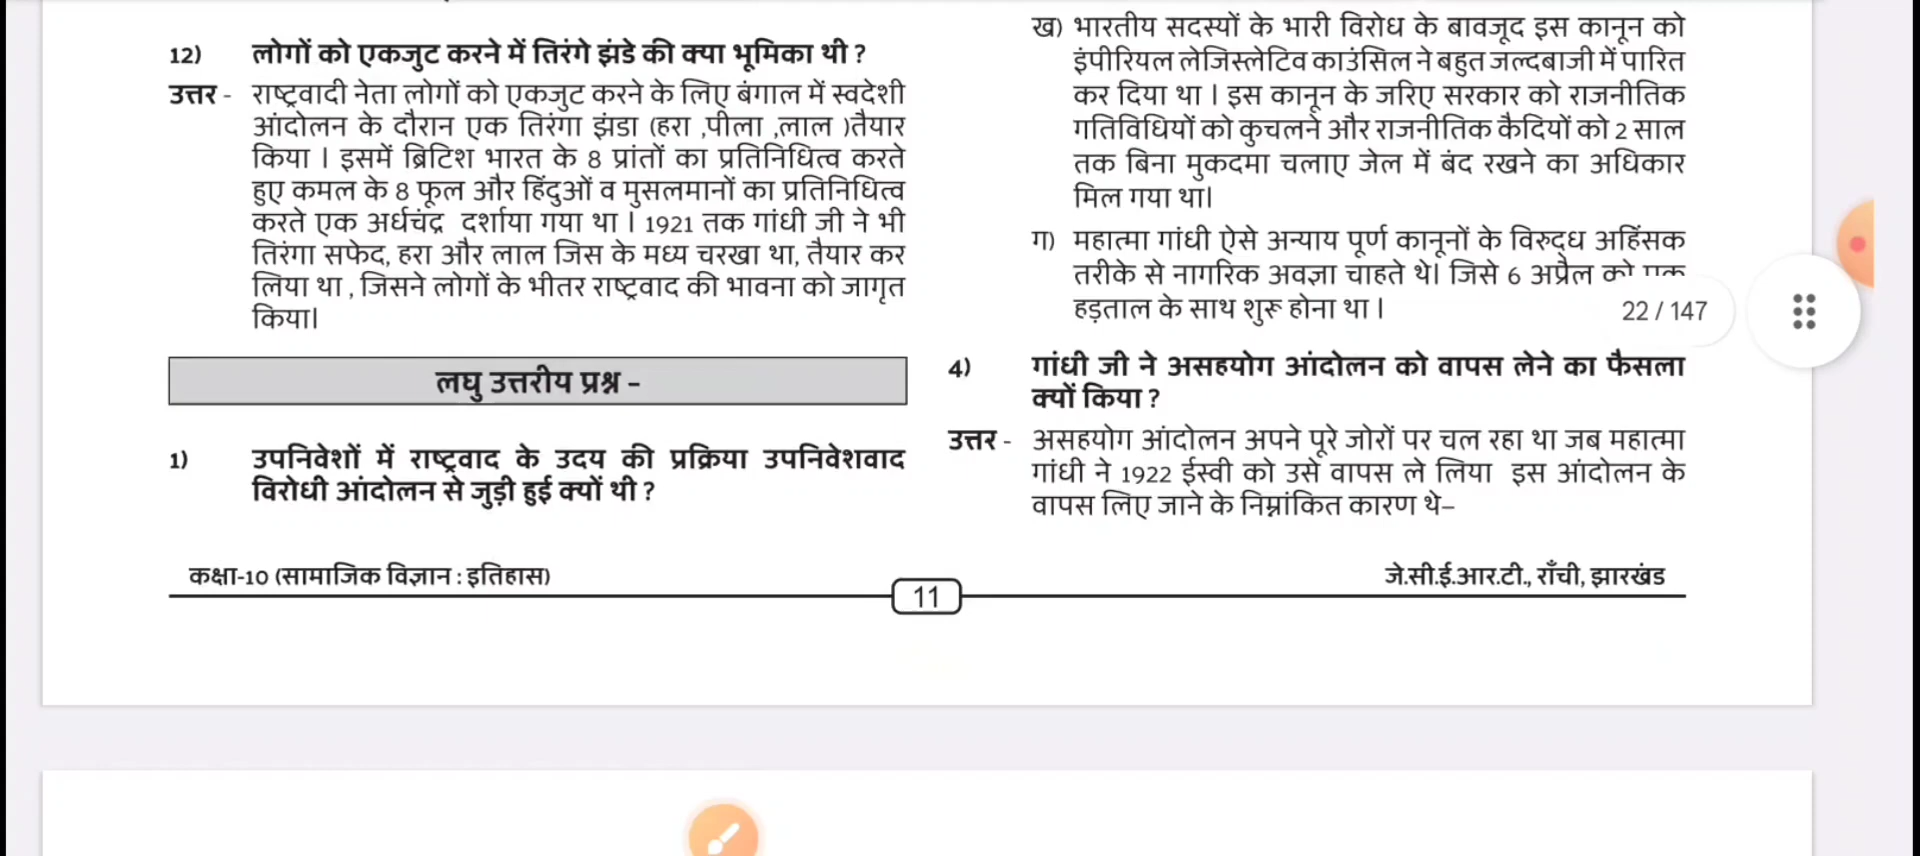 12) लोगों को एकजुट करने में तिरंगे झंडे की क्या भूमिका थी ?
उत्तर - राष्ट्रवादी नेता लोगों को एकजुट करने के लिए बंगाल में स्वदेशी
आंदोलन के दौरान एक तिरंगा झंडा (हरा ,पीला ,लाल )तैयार
किया । इसमें ब्रिटिश भारत के 8 प्रांतों का प्रतिनिधित्व करते
हुए कमल के 8 फूल और हिंदुओं व मुसलमानों का प्रतिनिधित्व
करते एक अर्धचंद्र दर्शाया गया था । 1921 तक गांधी जी ने भी
तिरंगा सफेद, हरा और लाल जिस के मध्य चरखा था, तैयार कर
लिया था , जिसने लोगों के भीतर राष्ट्रवाद की भावना को जागृत
किया।
लघु उत्तरीय प्रश्न -
1) उपनिवेशों में राष्ट्रवाद के उदय की प्रक्रिया उपनिवेशवाद
विरोधी आंदोलन से जुड़ी हुई क्यों थी ?
ख) भारतीय सदस्यों के भारी विरोध के बावजूद इस कानून को
इंपीरियल लेजिस्लेटिव काउंसिल ने बहुत जल्दबाजी में पारित
कर दिया था । इस कानून के जरिए सरकार को राजनीतिक
गतिविधियों को कुचलने और राजनीतिक कैदियों को 2 साल
तक बिना मुकदमा चलाए जेल में बंद रखने का अधिकार
मिल गया था।
ग) महात्मा गांधी ऐसे अन्याय पूर्ण कानूनों के विरुद्ध अहिंसक
तरीके से नागरिक अवज्ञा चाहते थे। जिसे 6 अप्रैल को एक
हड़ताल के साथ शुरू होना था ।
22 / 147
4) गांधी जी ने असहयोग आंदोलन को वापस लेने का फैसला
क्यों किया ?
उत्तर - असहयोग आंदोलन अपने पूरे जोरों पर चल रहा था जब महात्मा
गांधी ने 1922 ईस्वी को उसे वापस ले लिया इस आंदोलन के
वापस लिए जाने के निम्नांकित कारण थे–
कक्षा-10 (सामाजिक विज्ञान : इतिहास)
11
जे.सी.ई.आर.टी., राँची, झारखंड